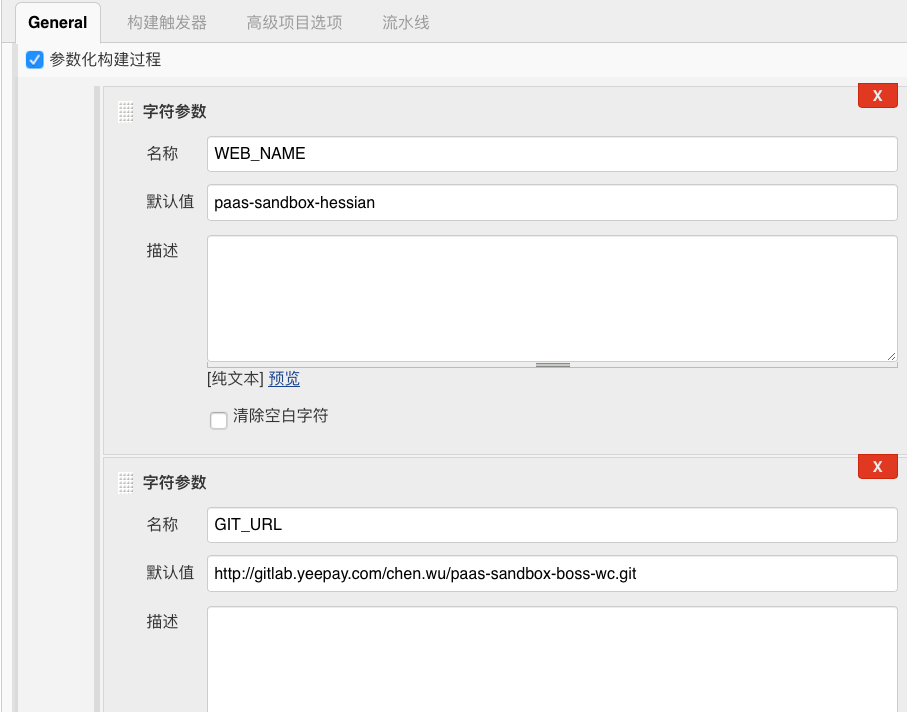 General 构建触发器 高级项目选项 流水线
参数化构建过程
X
字符参数
名称 WEB_NAME
默认值 paas-sandbox-hessian
描述
[纯文本] 预览
清除空白字符
X
字符参数
名称 GIT_URL
默认值 http://gitlab.yeepay.com/chen.wu/paas-sandbox-boss-wc.git
描述